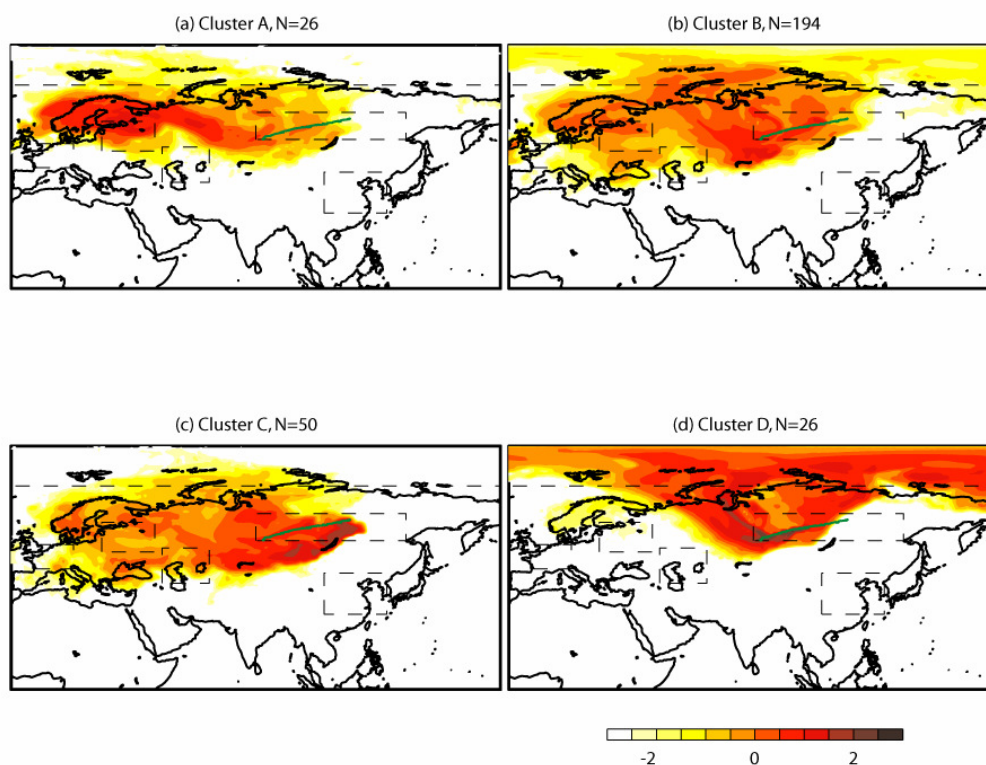 (a) Cluster A, N=26
(b) Cluster B, N=194
(c) Cluster C, N=50
(d) Cluster D, N=26
-2 0 2